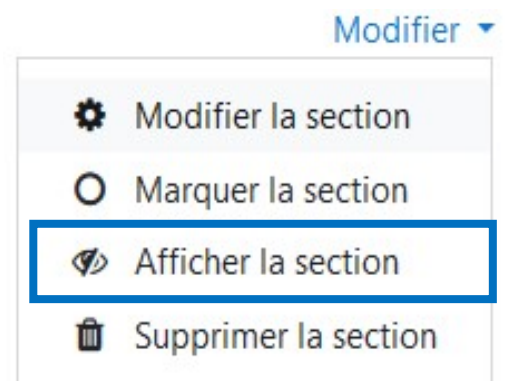 Modifier
Modifier la section
Marquer la section
Afficher la section
Supprimer la section